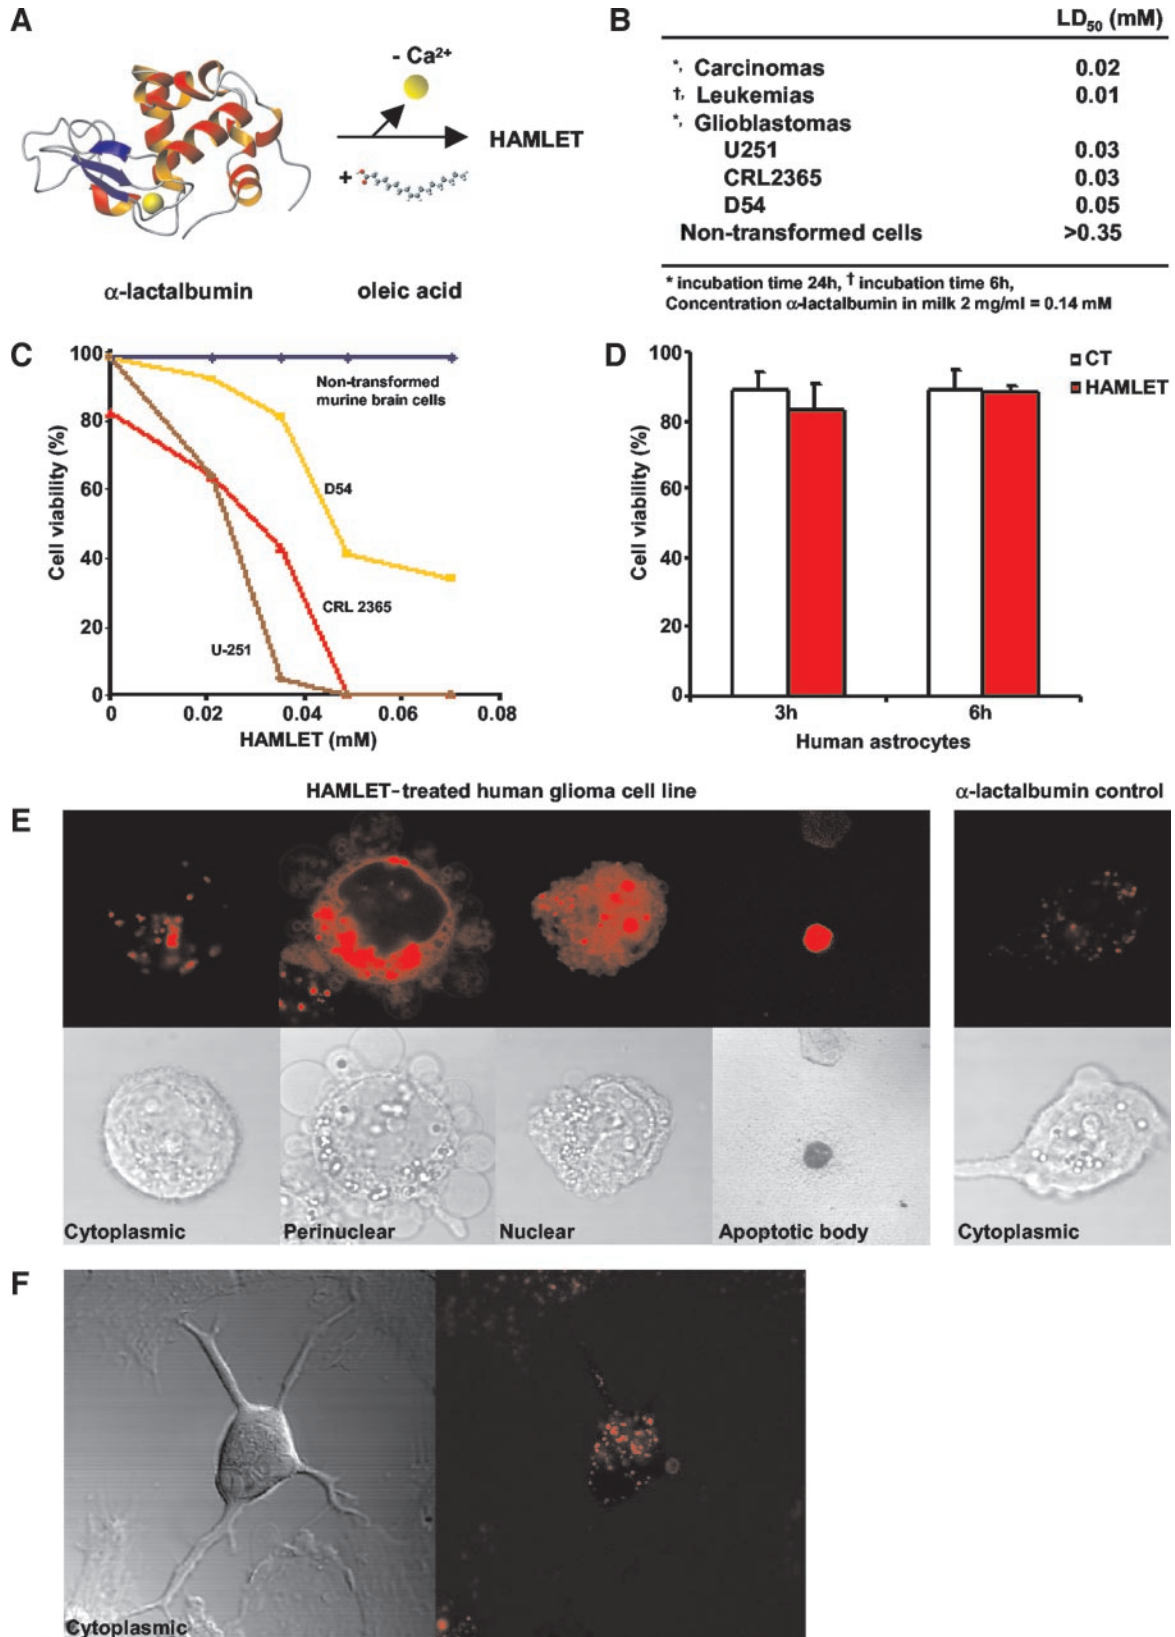 A
- Ca2+
HAMLET
+
α-lactalbumin
oleic acid
B
LD50 (mM)
*, Carcinomas 0.02
†, Leukemias 0.01
*, Glioblastomas
U251 0.03
CRL2365 0.03
D54 0.05
Non-transformed cells >0.35
* incubation time 24h, † incubation time 6h,
Concentration α-lactalbumin in milk 2 mg/ml = 0.14 mM
C
Cell viability (%)
100
80
60
40
20
0
Non-transformed
murine brain cells
D54
CRL 2365
U-251
0 0.02 0.04 0.06 0.08
HAMLET (mM)
D
CT
HAMLET
Cell viability (%)
100
80
60
40
20
0
3h 6h
Human astrocytes
E
HAMLET-treated human glioma cell line
α-lactalbumin control
Cytoplasmic
Perinuclear
Nuclear
Apoptotic body
Cytoplasmic
F
Cytoplasmic